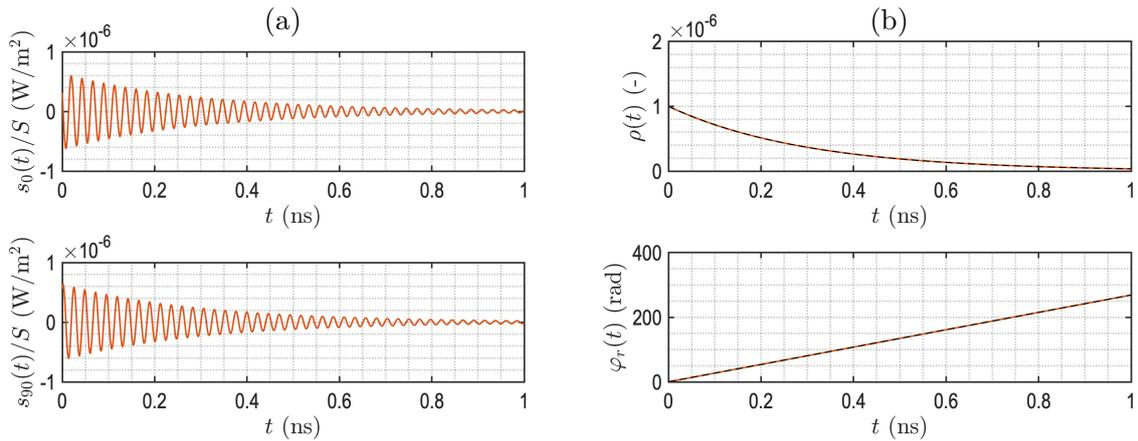 (a)
×10⁻⁶
s₀(t)/S (W/m²)
1
0
-1
0 0.2 0.4 0.6 0.8 1
t (ns)
×10⁻⁶
s₉₀(t)/S (W/m²)
1
0
-1
0 0.2 0.4 0.6 0.8 1
t (ns)
(b)
×10⁻⁶
ρ(t) (-)
2
1
0
0 0.2 0.4 0.6 0.8 1
t (ns)
φᵣ(t) (rad)
400
200
0
0 0.2 0.4 0.6 0.8 1
t (ns)